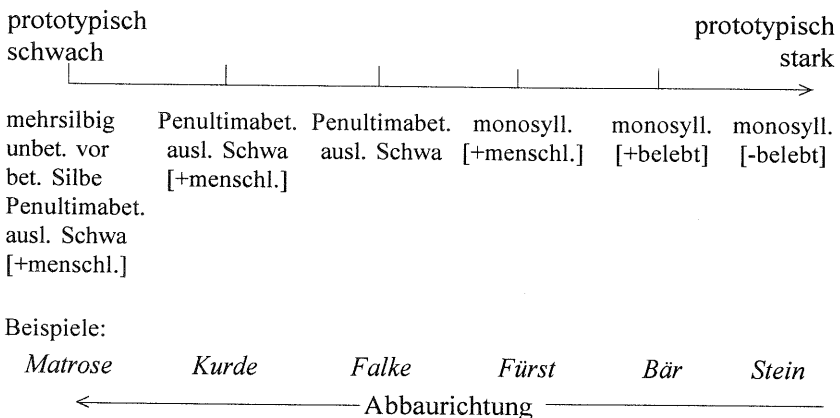 prototypisch
schwach
prototypisch
stark
mehrsilbig
unbet. vor
bet. Silbe
Penultimabet.
ausl. Schwa
[+menschl.]
Penultimabet.
ausl. Schwa
[+menschl.]
Penultimabet.
ausl. Schwa
monosyll.
[+menschl.]
monosyll.
[+belebt]
monosyll.
[-belebt]
Beispiele:
Matrose Kurde Falke Fürst Bär Stein
Abbaurichtung